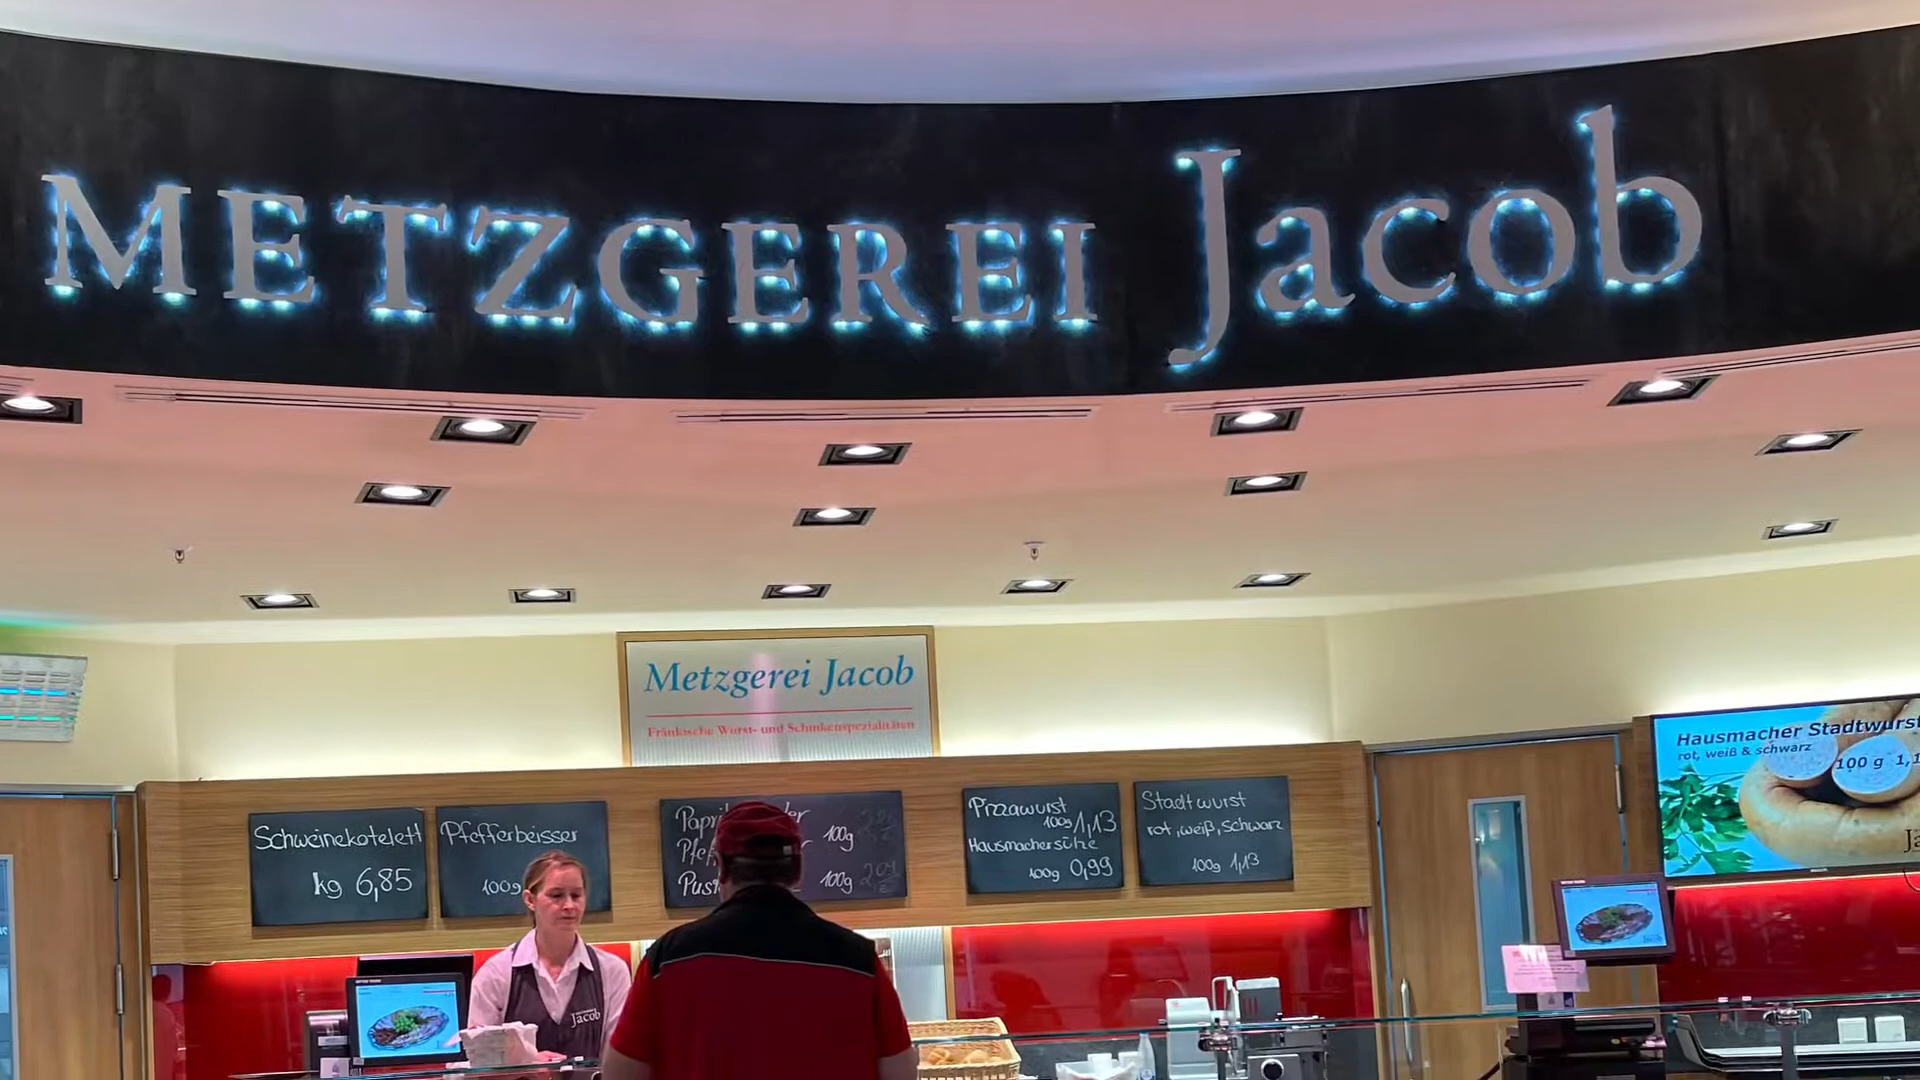 METZGEREI Jacob
Metzgerei Jacob
Fränkische Wurst- und Schinkenspezialitäten
Schweinekotelett
kg 6,85
Pfefferbeisser
100g
100g
100g
Pizzawurst
100g 1,13
Hausmachersülze
100g 0,99
Stadtwurst
rot, weiß, schwarz
100g 1,13
Hausmacher Stadtwurst
rot, weiß & schwarz
100 g 1,1
Jacob